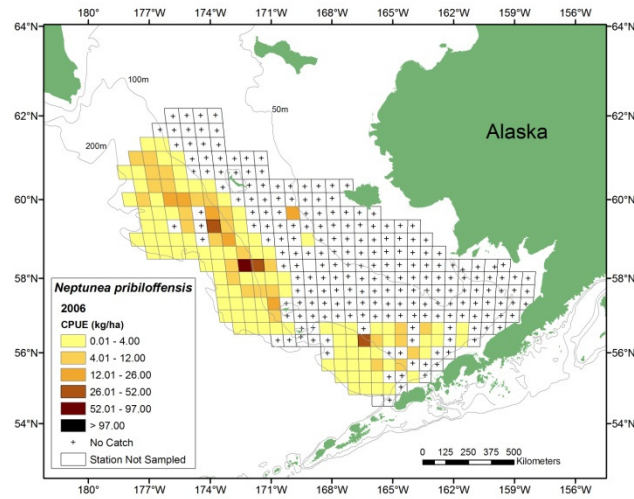 180° 177°W 174°W 171°W 168°W 165°W 162°W 159°W 156°W
64°N 64°N
100m
50m
62°N 62°N
200m
Alaska
60°N 60°N
58°N 58°N
Neptunea pribiloffensis
2006
CPUE (kg/ha)
0.01 - 4.00
4.01 - 12.00
12.01 - 26.00
26.01 - 52.00
52.01 - 97.00
> 97.00
+ No Catch
Station Not Sampled
56°N 56°N
54°N 54°N
0 125 250 375 500
Kilometers
180° 177°W 174°W 171°W 168°W 165°W 162°W 159°W 156°W